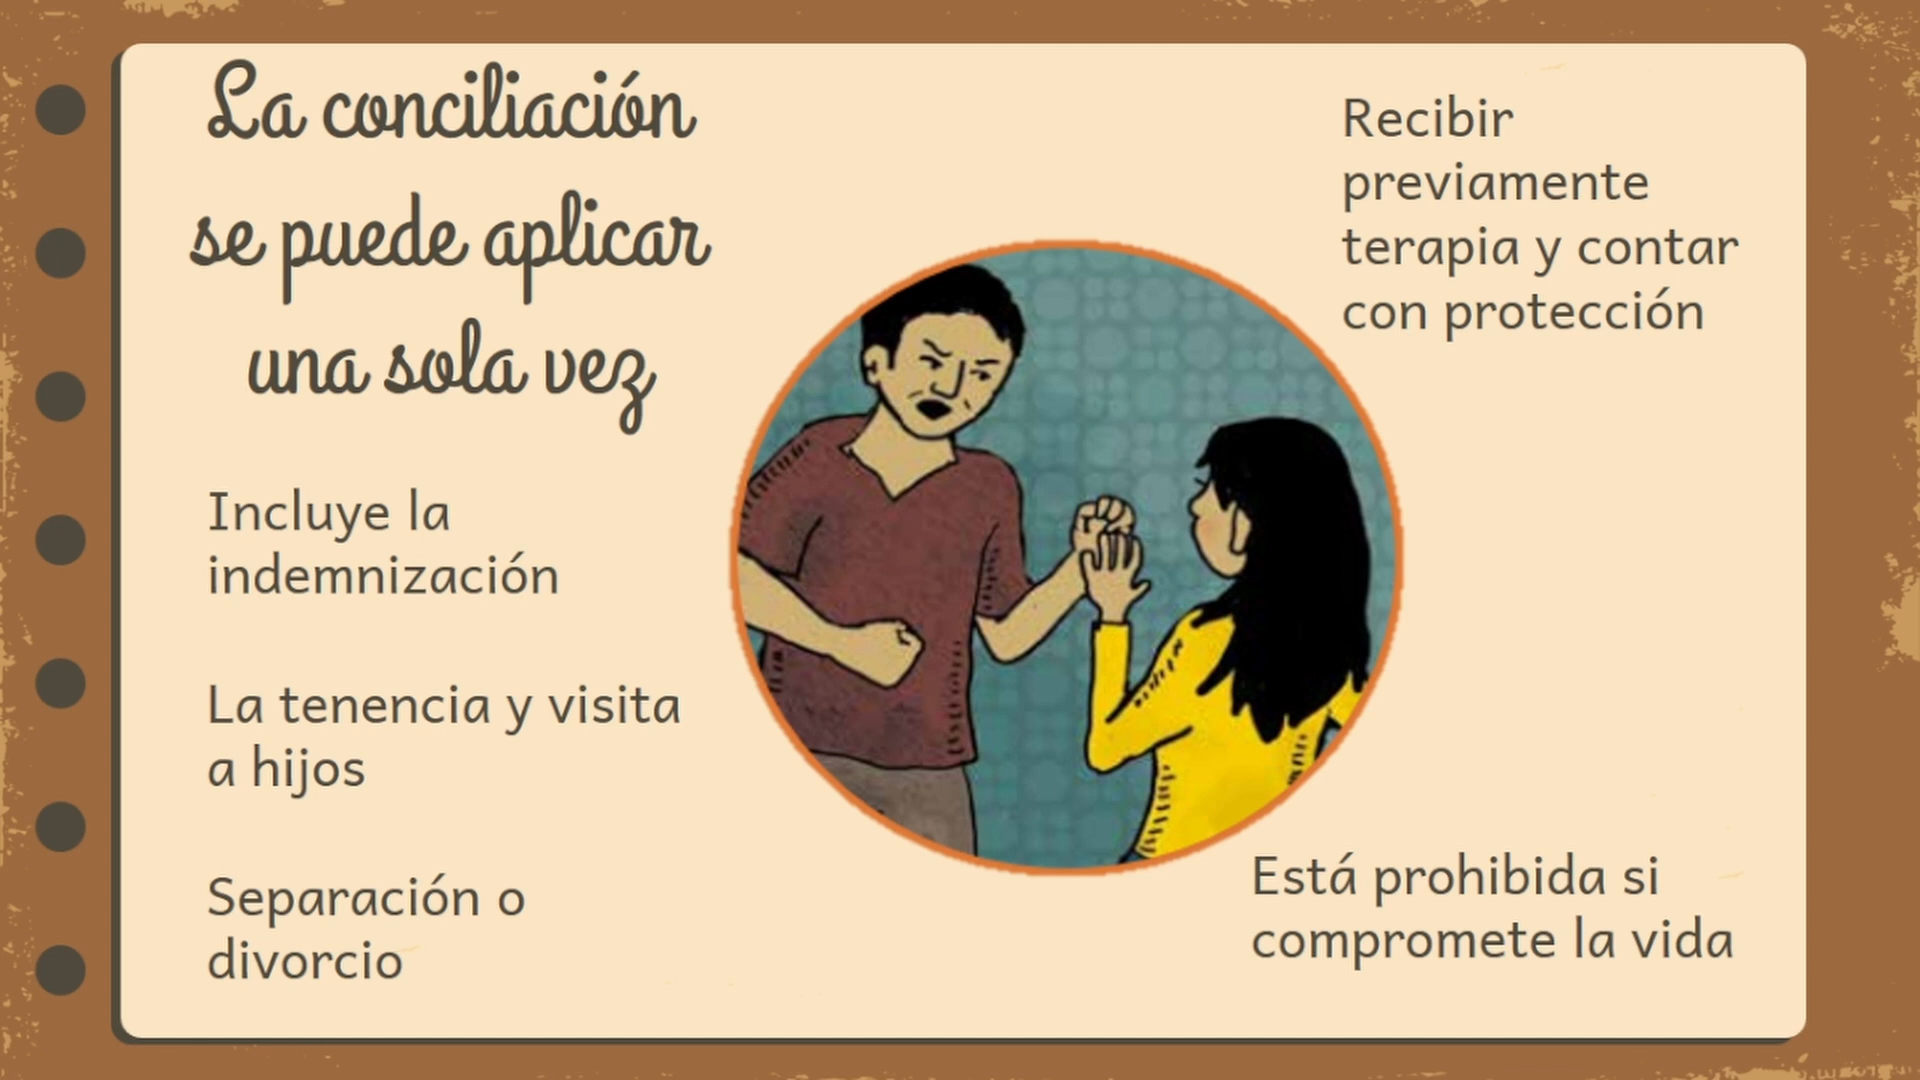 La conciliación
se puede aplicar
una sola vez
Incluye la
indemnización
La tenencia y visita
a hijos
Separación o
divorcio
Recibir
previamente
terapia y contar
con protección
Está prohibida si
compromete la vida